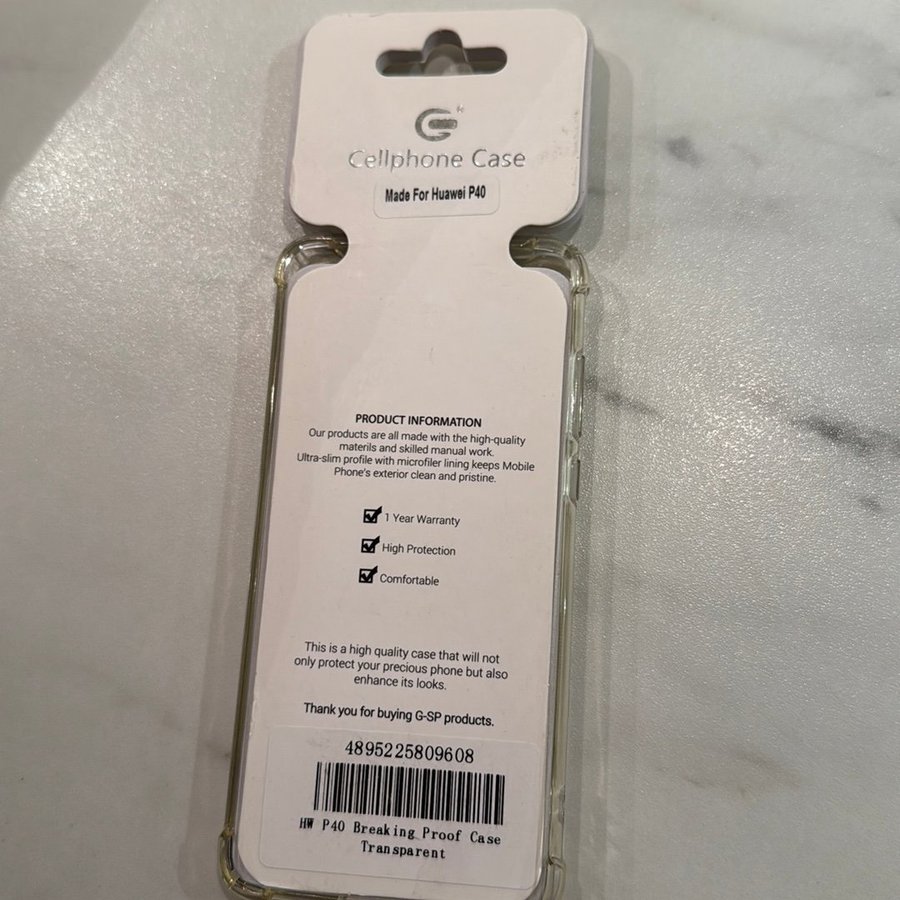 Cellphone Case
Made For Huawei P40
PRODUCT INFORMATION
Our products are all made with the high-quality
materils and skilled manual work.
Ultra-slim profile with microfiler lining keeps Mobile
Phone's exterior clean and pristine.
1 Year Warranty
High Protection
Comfortable
This is a high quality case that will not
only protect your precious phone but also
enhance its looks.
Thank you for buying G-SP products.
4895225809608
HW P40 Breaking Proof Case
Transparent